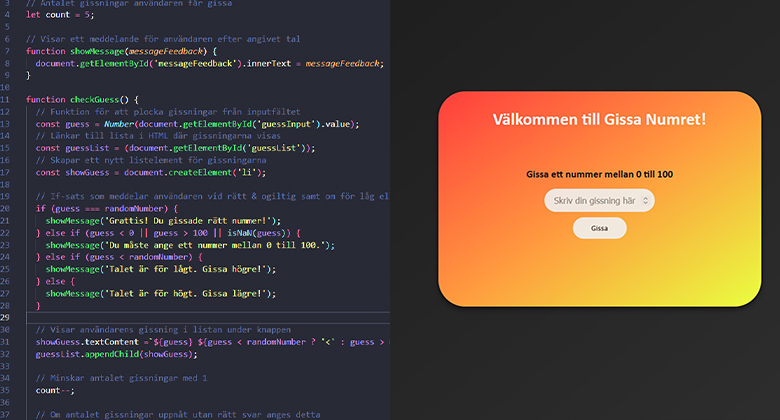 3 // Antalet gissningar användaren får gissa
4 let count = 5;
5
6 // Visar ett meddelande för användaren efter angivet tal
7 function showMessage(messageFeedback) {
8 document.getElementById('messageFeedback').innerText = messageFeedback;
9 }
10
11 function checkGuess() {
12 // Funktion för att plocka gissningar från inputfältet
13 const guess = Number(document.getElementById('guessInput').value);
14 // Länkar till lista i HTML där gissningarna visas
15 const guessList = (document.getElementById('guessList'));
16 // Skapar ett nytt listelement för gissningarna
17 const showGuess = document.createElement('li');
18
19 // If-sats som meddelar användaren vid rätt & ogiltig samt om för låg el
20 if (guess === randomNumber) {
21 showMessage('Grattis! Du gissade rätt nummer!');
22 } else if (guess < 0 || guess > 100 || isNaN(guess)) {
23 showMessage('Du måste ange ett nummer mellan 0 till 100.');
24 } else if (guess < randomNumber) {
25 showMessage('Talet är för lågt. Gissa högre!');
26 } else {
27 showMessage('Talet är för högt. Gissa lägre!');
28 }
29
30 // Visar användarens gissning i listan under knappen
31 showGuess.textContent =`${guess} ${guess < randomNumber ? '<' : guess >
32 guessList.appendChild(showGuess);
33
34 // Minskar antalet gissningar med 1
35 count--;
36
37 // Om antalet gissningar uppnåt utan rätt svar anges detta
Välkommen till Gissa Numret!
Gissa ett nummer mellan 0 till 100
Skriv din gissning här
Gissa